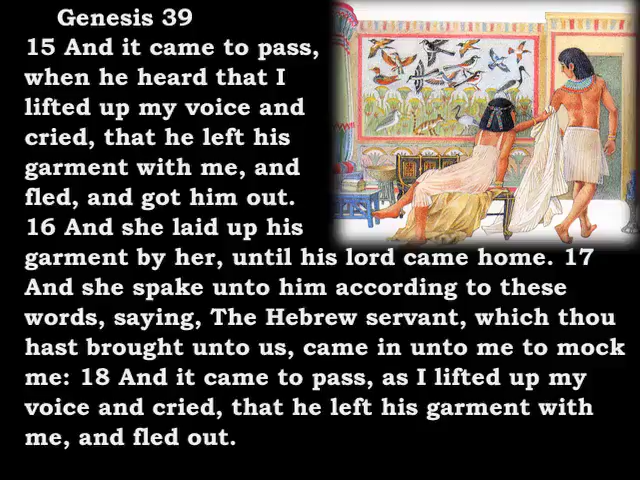 Genesis 39
15 And it came to pass,
when he heard that I
lifted up my voice and
cried, that he left his
garment with me, and
fled, and got him out.
16 And she laid up his
garment by her, until his lord came home. 17
And she spake unto him according to these
words, saying, The Hebrew servant, which thou
hast brought unto us, came in unto me to mock
me: 18 And it came to pass, as I lifted up my
voice and cried, that he left his garment with
me, and fled out.